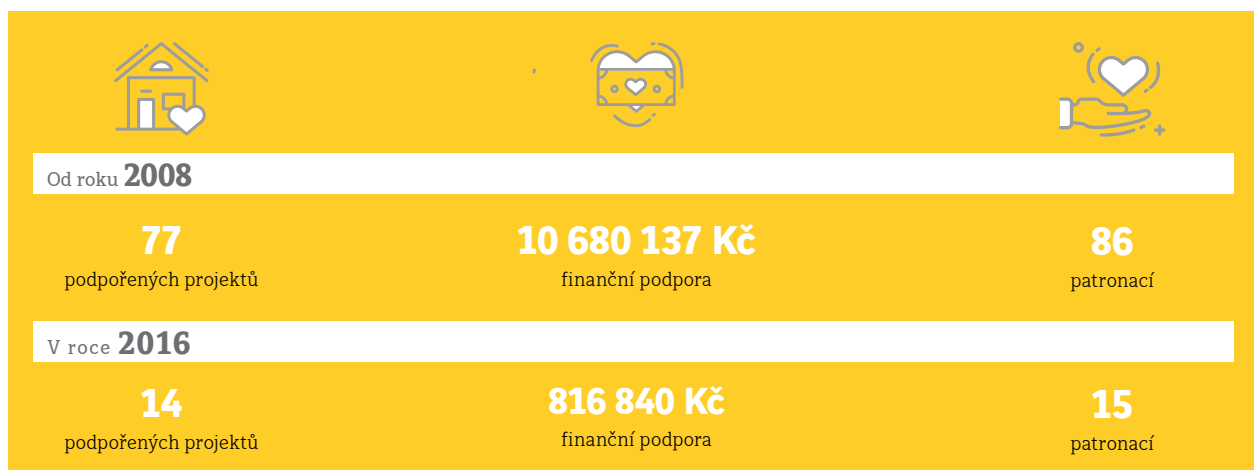 Od roku 2008
77 10 680 137 Kč 86
podpořených projektů finanční podpora patronací
V roce 2016
14 816 840 Kč 15
podpořených projektů finanční podpora patronací